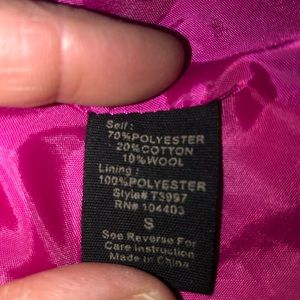 Self:
70%POLYESTER
20%COTTON
10%WOOL
Lining:
100%POLYESTER
Style# T3997
RN# 104403
S
See Reverse For
Care Instruction
Made In China